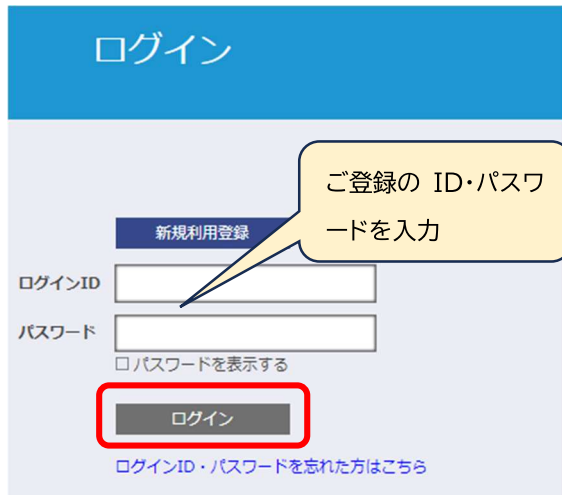 ログイン
ご登録の ID・パスワ
ードを入力
新規利用登録
ログインID
パスワード
パスワードを表示する
ログイン
ログインID・パスワードを忘れた方はこちら